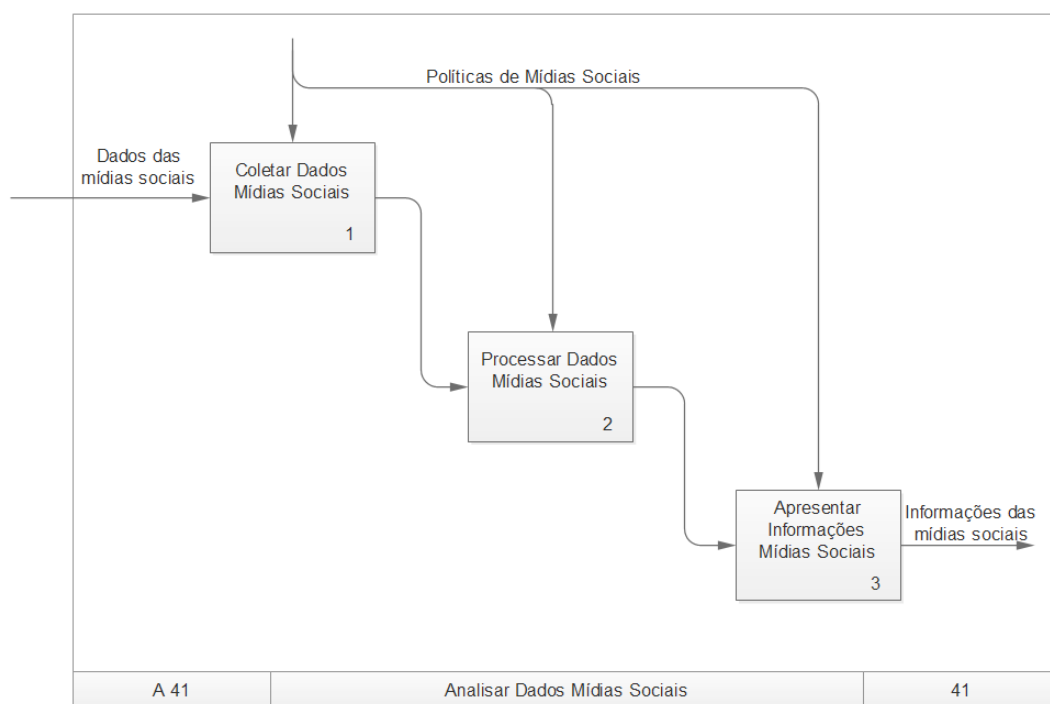 Políticas de Mídias Sociais
Dados das
mídias sociais
Coletar Dados
Mídias Sociais
1
Processar Dados
Mídias Sociais
2
Apresentar
Informações
Mídias Sociais
3
Informações das
mídias sociais
A 41
Analisar Dados Mídias Sociais
41